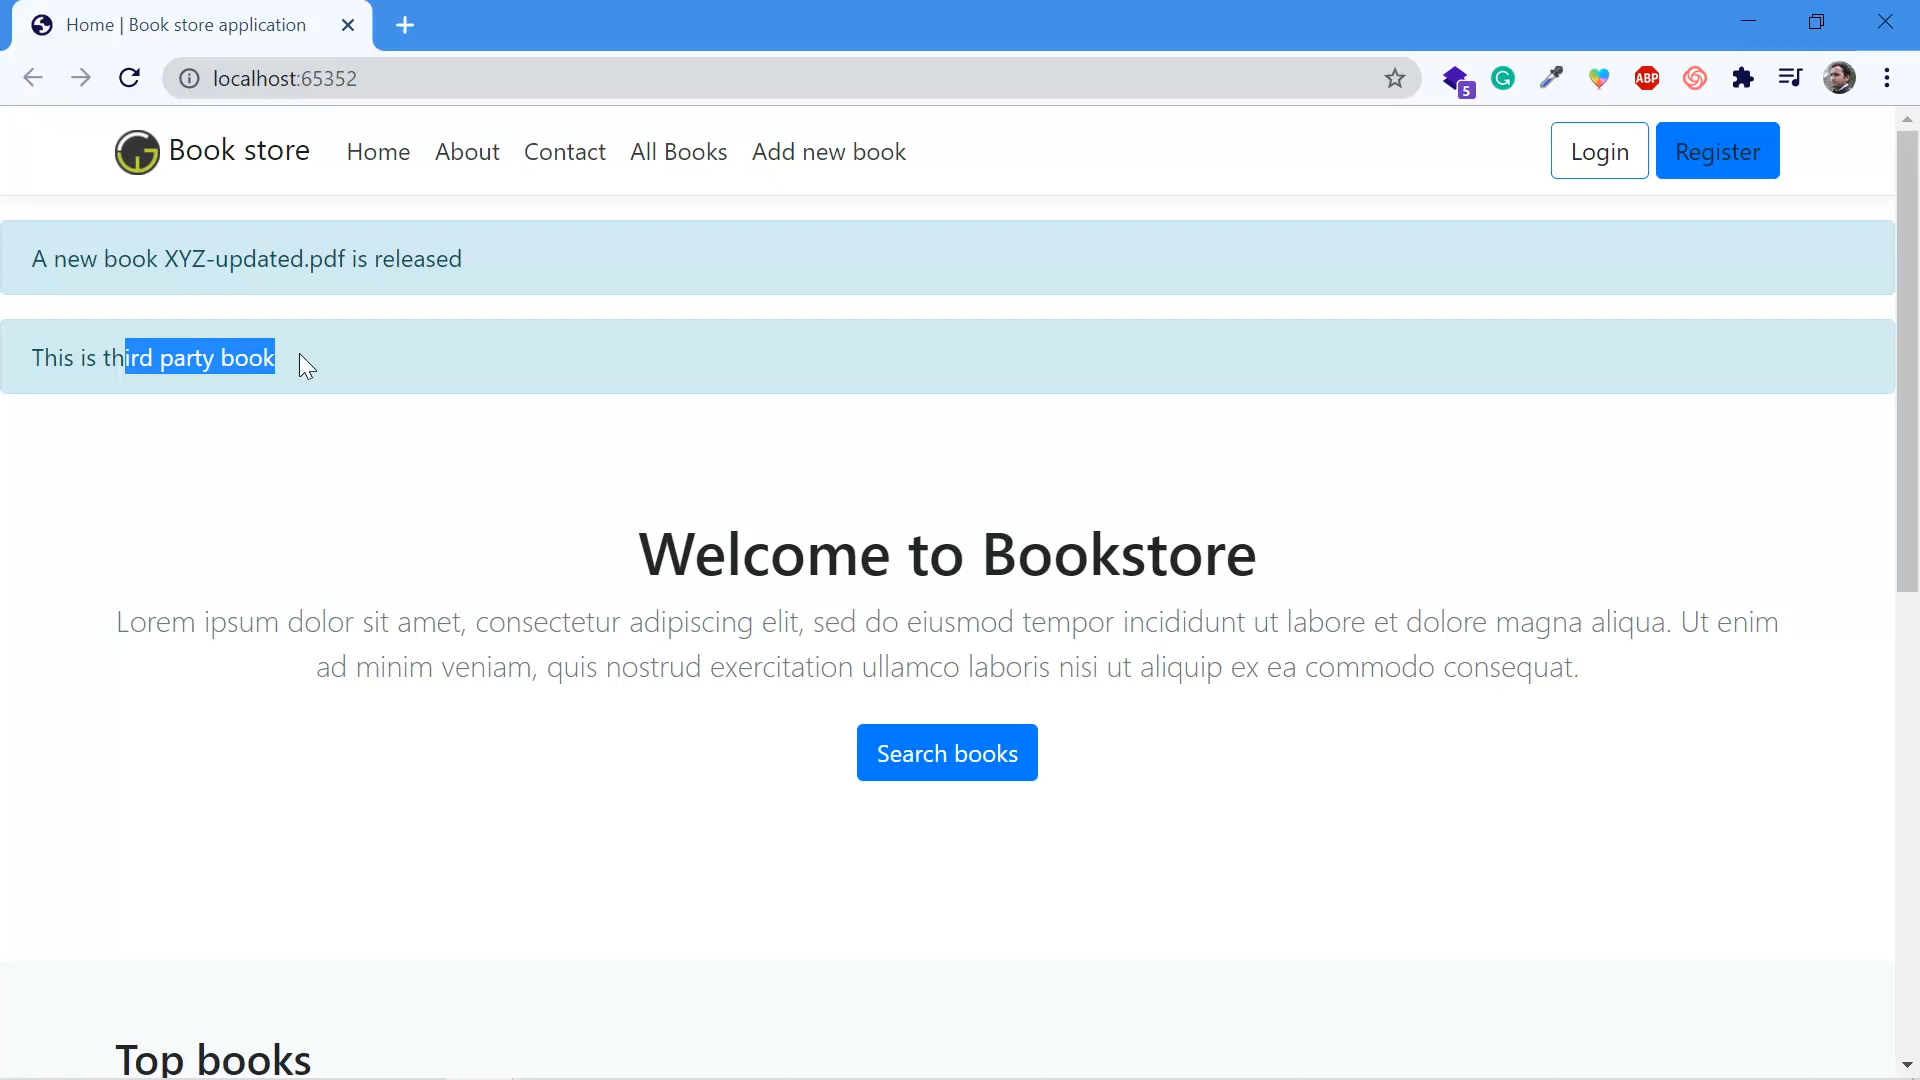 Home | Book store application
localhost:65352
5
ABP
Book store
Home
About
Contact
All Books
Add new book
Login
Register
A new book XYZ-updated.pdf is released
This is third party book
Welcome to Bookstore
Lorem ipsum dolor sit amet, consectetur adipiscing elit, sed do eiusmod tempor incididunt ut labore et dolore magna aliqua. Ut enim
ad minim veniam, quis nostrud exercitation ullamco laboris nisi ut aliquip ex ea commodo consequat.
Search books
Top books